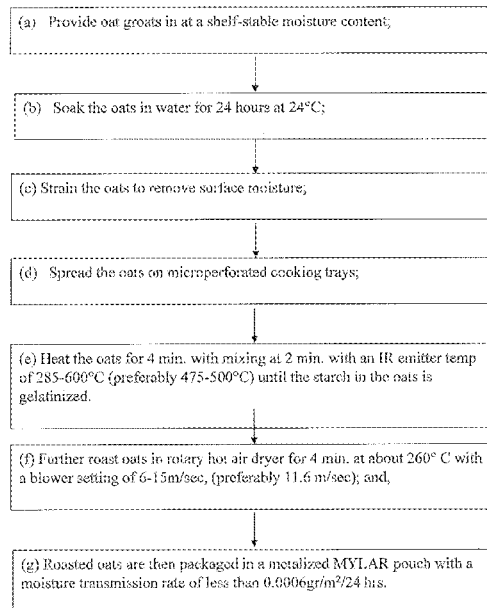 (a) Provide oat groats in at a shelf-stable moisture content;
(b) Soak the oats in water for 24 hours at 24°C;
(c) Strain the oats to remove surface moisture;
(d) Spread the oats on microperforated cooking trays;
(e) Heat the oats for 4 min. with mixing at 2 min. with an IR emitter temp
of 285-600°C (preferably 475-500°C) until the starch in the oats is
gelatinized.
(f) Further roast oats in rotary hot air dryer for 4 min. at about 260° C with
a blower setting of 6-15m/sec, (preferably 11.6 m/sec); and,
(g) Roasted oats are then packaged in a metalized MYLAR pouch with a
moisture transmission rate of less than 0.0006gr/m²/24 hrs.